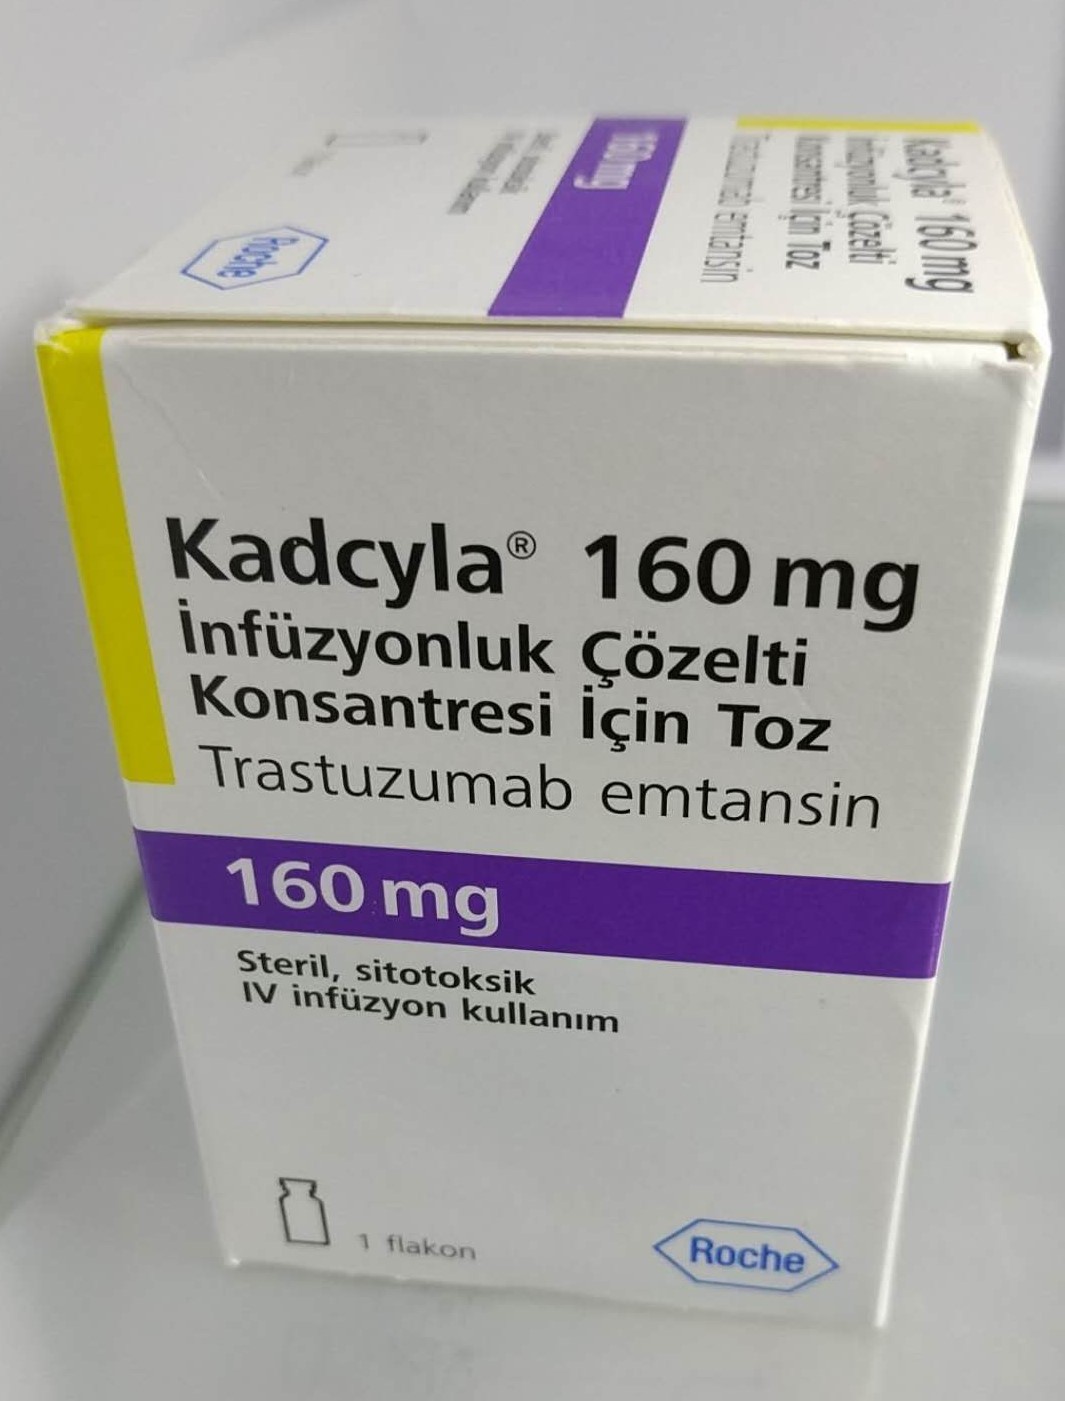 Kadcyla® 160 mg
İnfüzyonluk Çözelti
Konsantresi İçin Toz
Trastuzumab emtansin
160 mg
Roche
Kadcyla® 160 mg
İnfüzyonluk Çözelti
Konsantresi İçin Toz
Trastuzumab emtansin
160 mg
Steril, sitotoksik
IV infüzyon kullanım
1 flakon
Roche